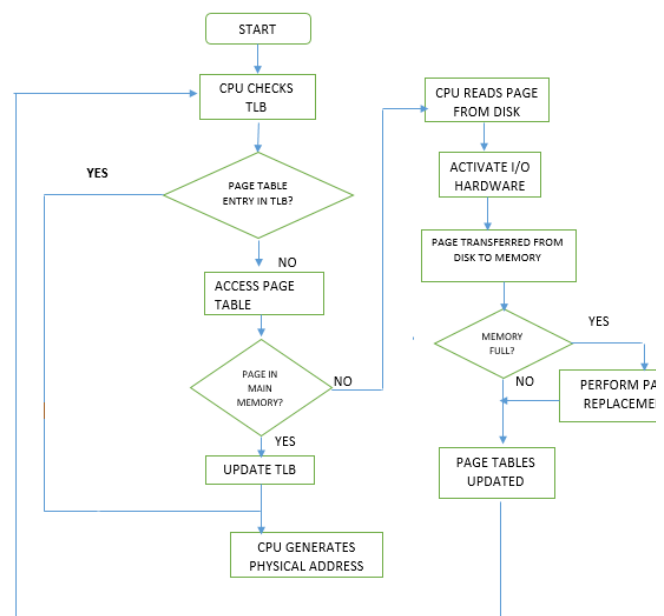 START
CPU CHECKS
TLB
YES
PAGE TABLE
ENTRY IN TLB?
NO
ACCESS PAGE
TABLE
PAGE IN
MAIN
MEMORY?
NO
YES
UPDATE TLB
CPU GENERATES
PHYSICAL ADDRESS
CPU READS PAGE
FROM DISK
ACTIVATE I/O
HARDWARE
PAGE TRANSFERRED FROM
DISK TO MEMORY
MEMORY
FULL?
YES
NO
PERFORM
PAGE TABLES
UPDATED